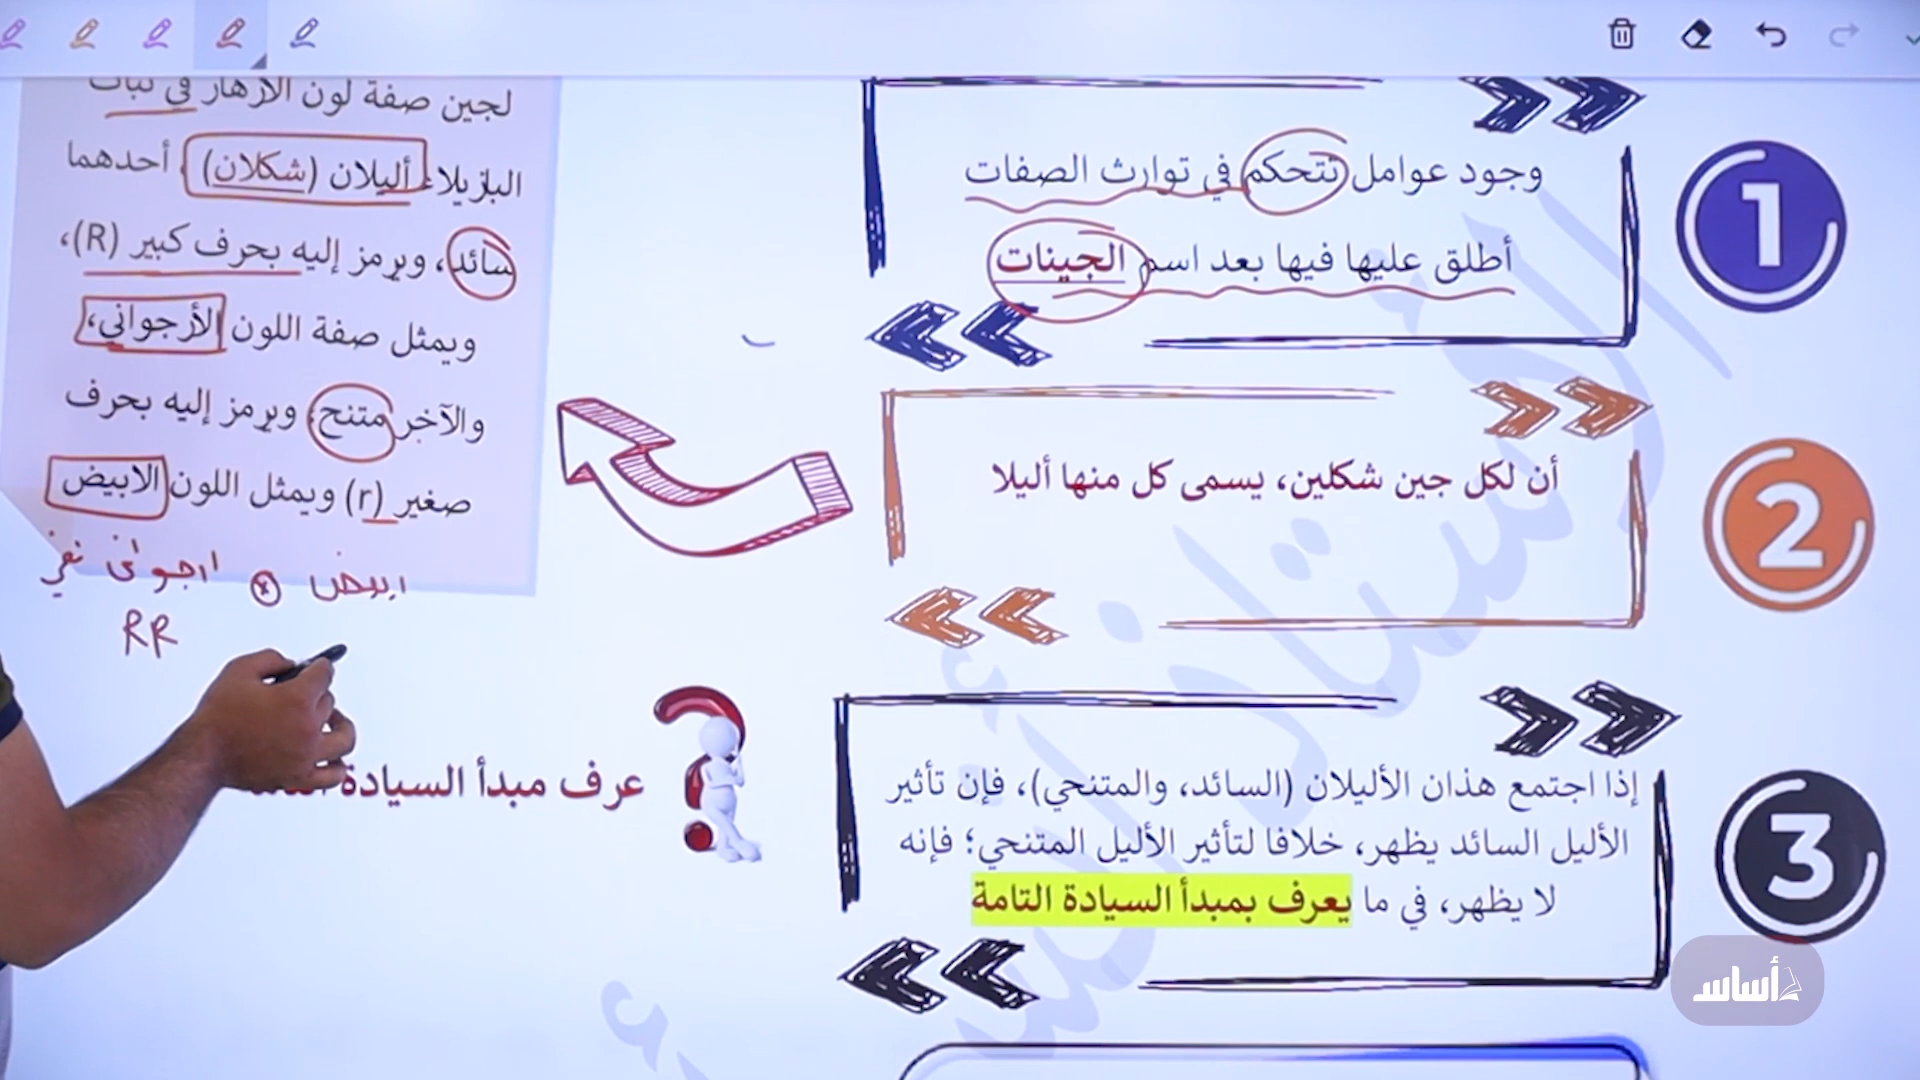 وجود عوامل تتحكم في توارث الصفات
أطلق عليها فيها بعد اسم الجينات
1
أن لكل جين شكلين، يسمى كل منها أليلا
2
لجين صفة لون الأزهار في نبات
البازيلاء أليلان (شكلان)، أحدهما
سائد، ويرمز إليه بحرف كبير (R)،
ويمثل صفة اللون الأرجواني،
والآخر متنح، ويرمز إليه بحرف
صغير (r) ويمثل اللون الابيض
ابيض × ارجواني نقي
RR
إذا اجتمع هذان الأليلان (السائد، والمتنحي)، فإن تأثير
الأليل السائد يظهر، خلافا لتأثير الأليل المتنحي؛ فإنه
لا يظهر، في ما يعرف بمبدأ السيادة التامة
3
عرف مبدأ السيادة
أساس